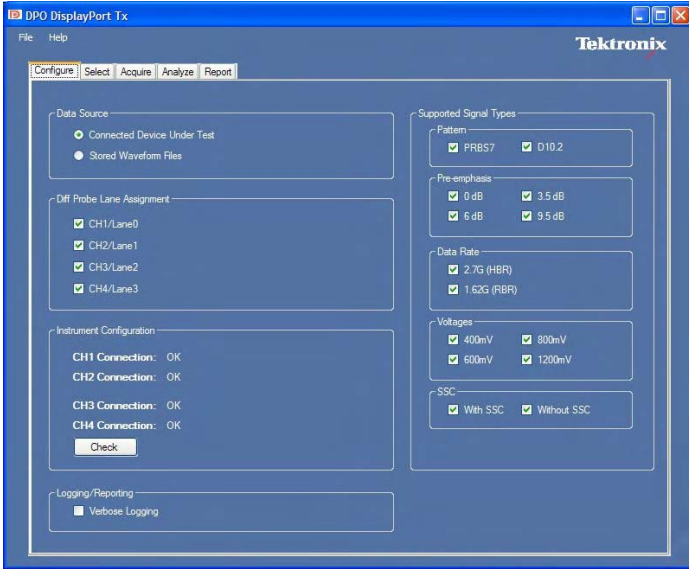 DPO DisplayPort Tx
File Help
Tektronix
Configure Select Acquire Analyze Report
Data Source
Connected Device Under Test
Stored Waveform Files
Diff Probe Lane Assignment
CH1/Lane0
CH2/Lane1
CH3/Lane2
CH4/Lane3
Instrument Configuration
CH1 Connection: OK
CH2 Connection: OK
CH3 Connection: OK
CH4 Connection: OK
Check
Logging/Reporting
Verbose Logging
Supported Signal Types
Pattern
PRBS7 D10.2
Pre-emphasis
0 dB 3.5 dB
6 dB 9.5 dB
Data Rate
2.7G (HBR)
1.62G (RBR)
Voltages
400mV 800mV
600mV 1200mV
SSC
With SSC Without SSC